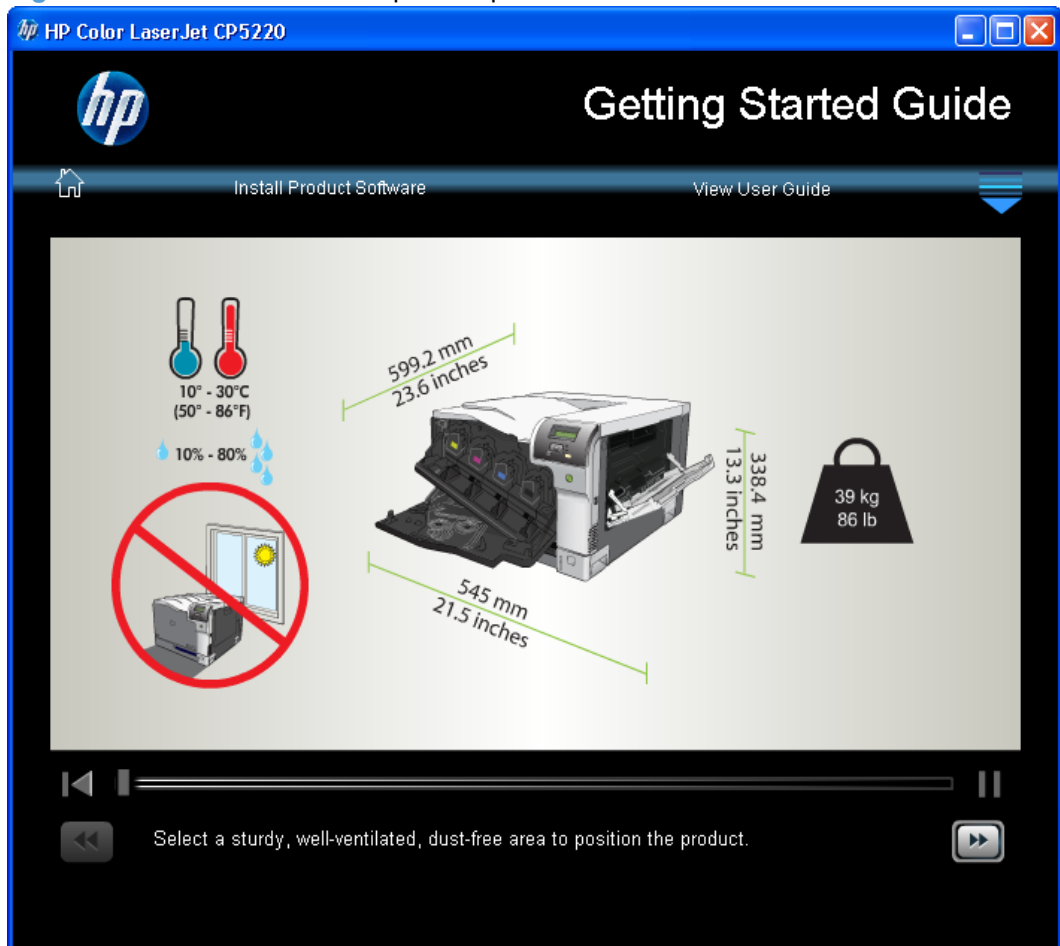 HP Color LaserJet CP5220
hp
Getting Started Guide
Install Product Software
View User Guide
10° - 30°C
(50° - 86°F)
10% - 80%
599.2 mm
23.6 inches
338.4 mm
13.3 inches
545 mm
21.5 inches
39 kg
86 lb
Select a sturdy, well-ventilated, dust-free area to position the product.